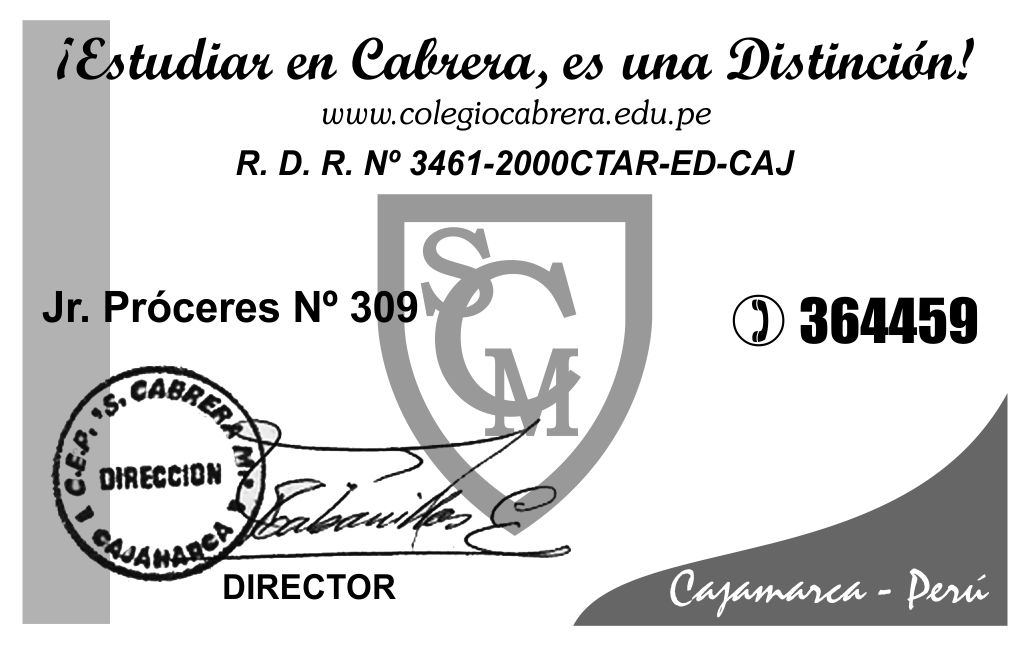 ¡Estudiar en Cabrera, es una Distinción!
www.colegiocabrera.edu.pe
R. D. R. Nº 3461-2000CTAR-ED-CAJ
SCM
Jr. Próceres Nº 309
364459
C.E.P. "S. CABRERA M."
DIRECCION
CAJAMARCA
DIRECTOR
Cajamarca - Perú